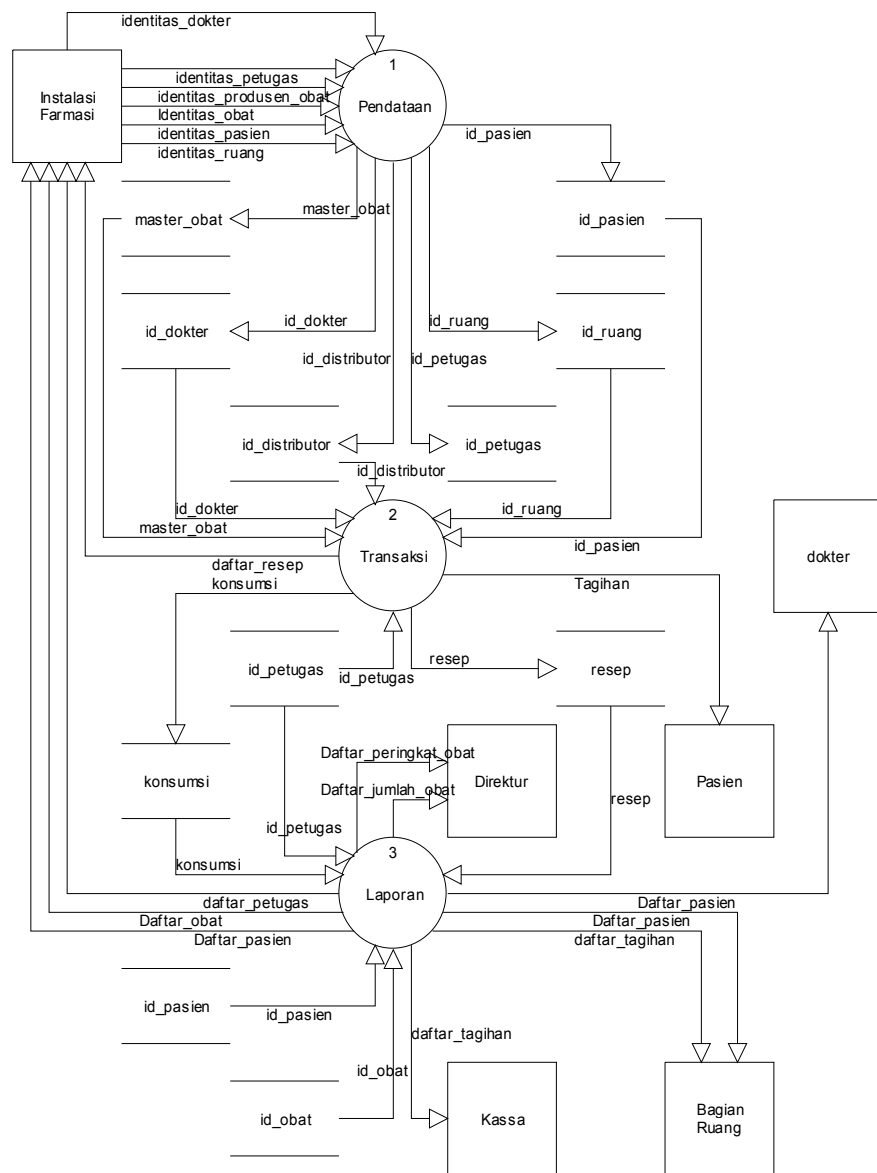 identitas_dokter
1
Instalasi
Farmasi
identitas_petugas
identitas_produsen_obat
Identitas_obat
identitas_pasien
identitas_ruang
Pendataan
id_pasien
master_obat
master_obat
id_pasien
id_dokter
id_dokter
id_ruang
id_ruang
id_distributor
id_petugas
id_distributor
id_petugas
id_distributor
id_dokter
2
id_ruang
master_obat
id_pasien
Transaksi
dokter
daftar_resep
konsumsi
Tagihan
id_petugas
id_petugas
resep
resep
konsumsi
Daftar_peringkat_obat
Daftar_jumlah_obat
Direktur
Pasien
id_petugas
resep
konsumsi
3
Laporan
daftar_petugas
Daftar_obat
Daftar_pasien
Daftar_pasien
Daftar_pasien
daftar_tagihan
id_pasien
id_pasien
daftar_tagihan
id_obat
id_obat
Kassa
Bagian
Ruang